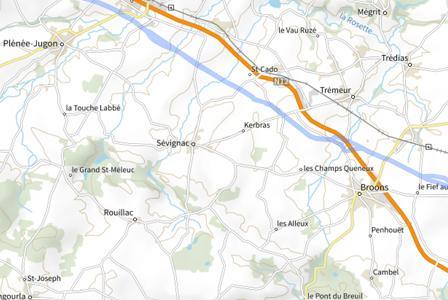 Mégrit
la Rosette
le Vau Ruzé
Plénée-Jugon
Trédias
St-Cado
N 12
Trémeur
la Touche Labbé
Kerbras
Sévignac
le Grand St-Méleuc
les Champs Queneux
Broons
le Fief au
Rouillac
les Alleux
Penhouët
St-Joseph
Cambel
ngourla
le Pont du Breuil